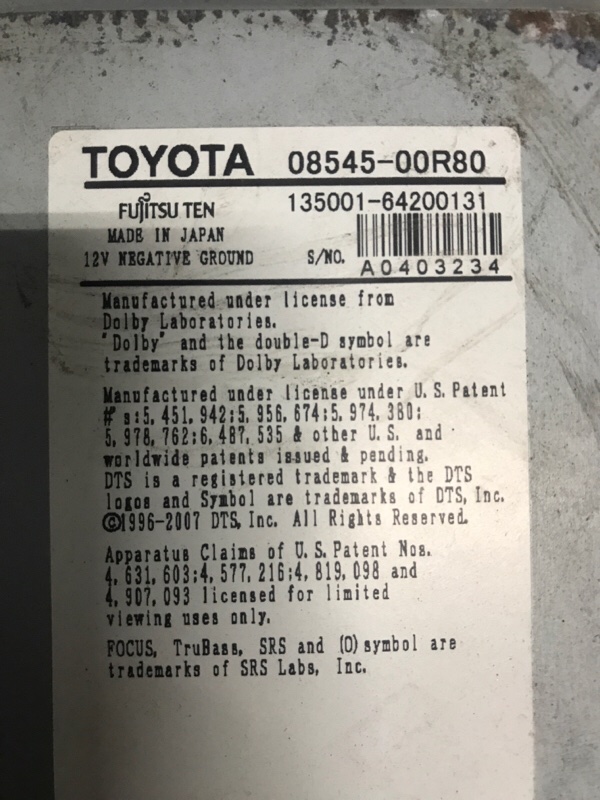 TOYOTA 08545-00R80
FUJITSU TEN 135001-64200131
MADE IN JAPAN
12V NEGATIVE GROUND S/NO. A0403234
Manufactured under license from
Dolby Laboratories.
"Dolby" and the double-D symbol are
trademarks of Dolby Laboratories.
Manufactured under license under U.S. Patent
#'s:5,451,942;5,956,674;5,974,380;
5,978,762;6,487,535 & other U.S. and
worldwide patents issued & pending.
DTS is a registered trademark & the DTS
logos and Symbol are trademarks of DTS, Inc.
©1996-2007 DTS, Inc. All Rights Reserved.
Apparatus Claims of U.S. Patent Nos.
4,631,603;4,577,216;4,819,098 and
4,907,093 licensed for limited
viewing uses only.
FOCUS, TruBass, SRS and (O) symbol are
trademarks of SRS Labs, Inc.